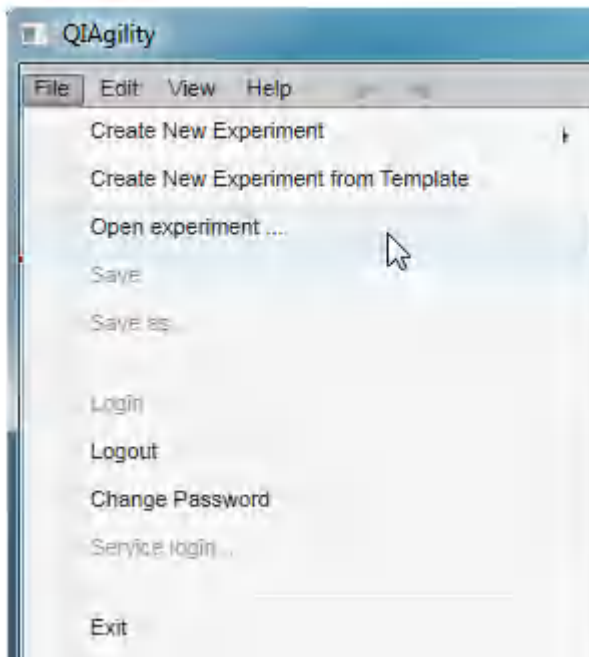 QIAgility
File Edit View Help
Create New Experiment
Create New Experiment from Template
Open experiment ...
Save
Save as...
Login
Logout
Change Password
Service login...
Exit